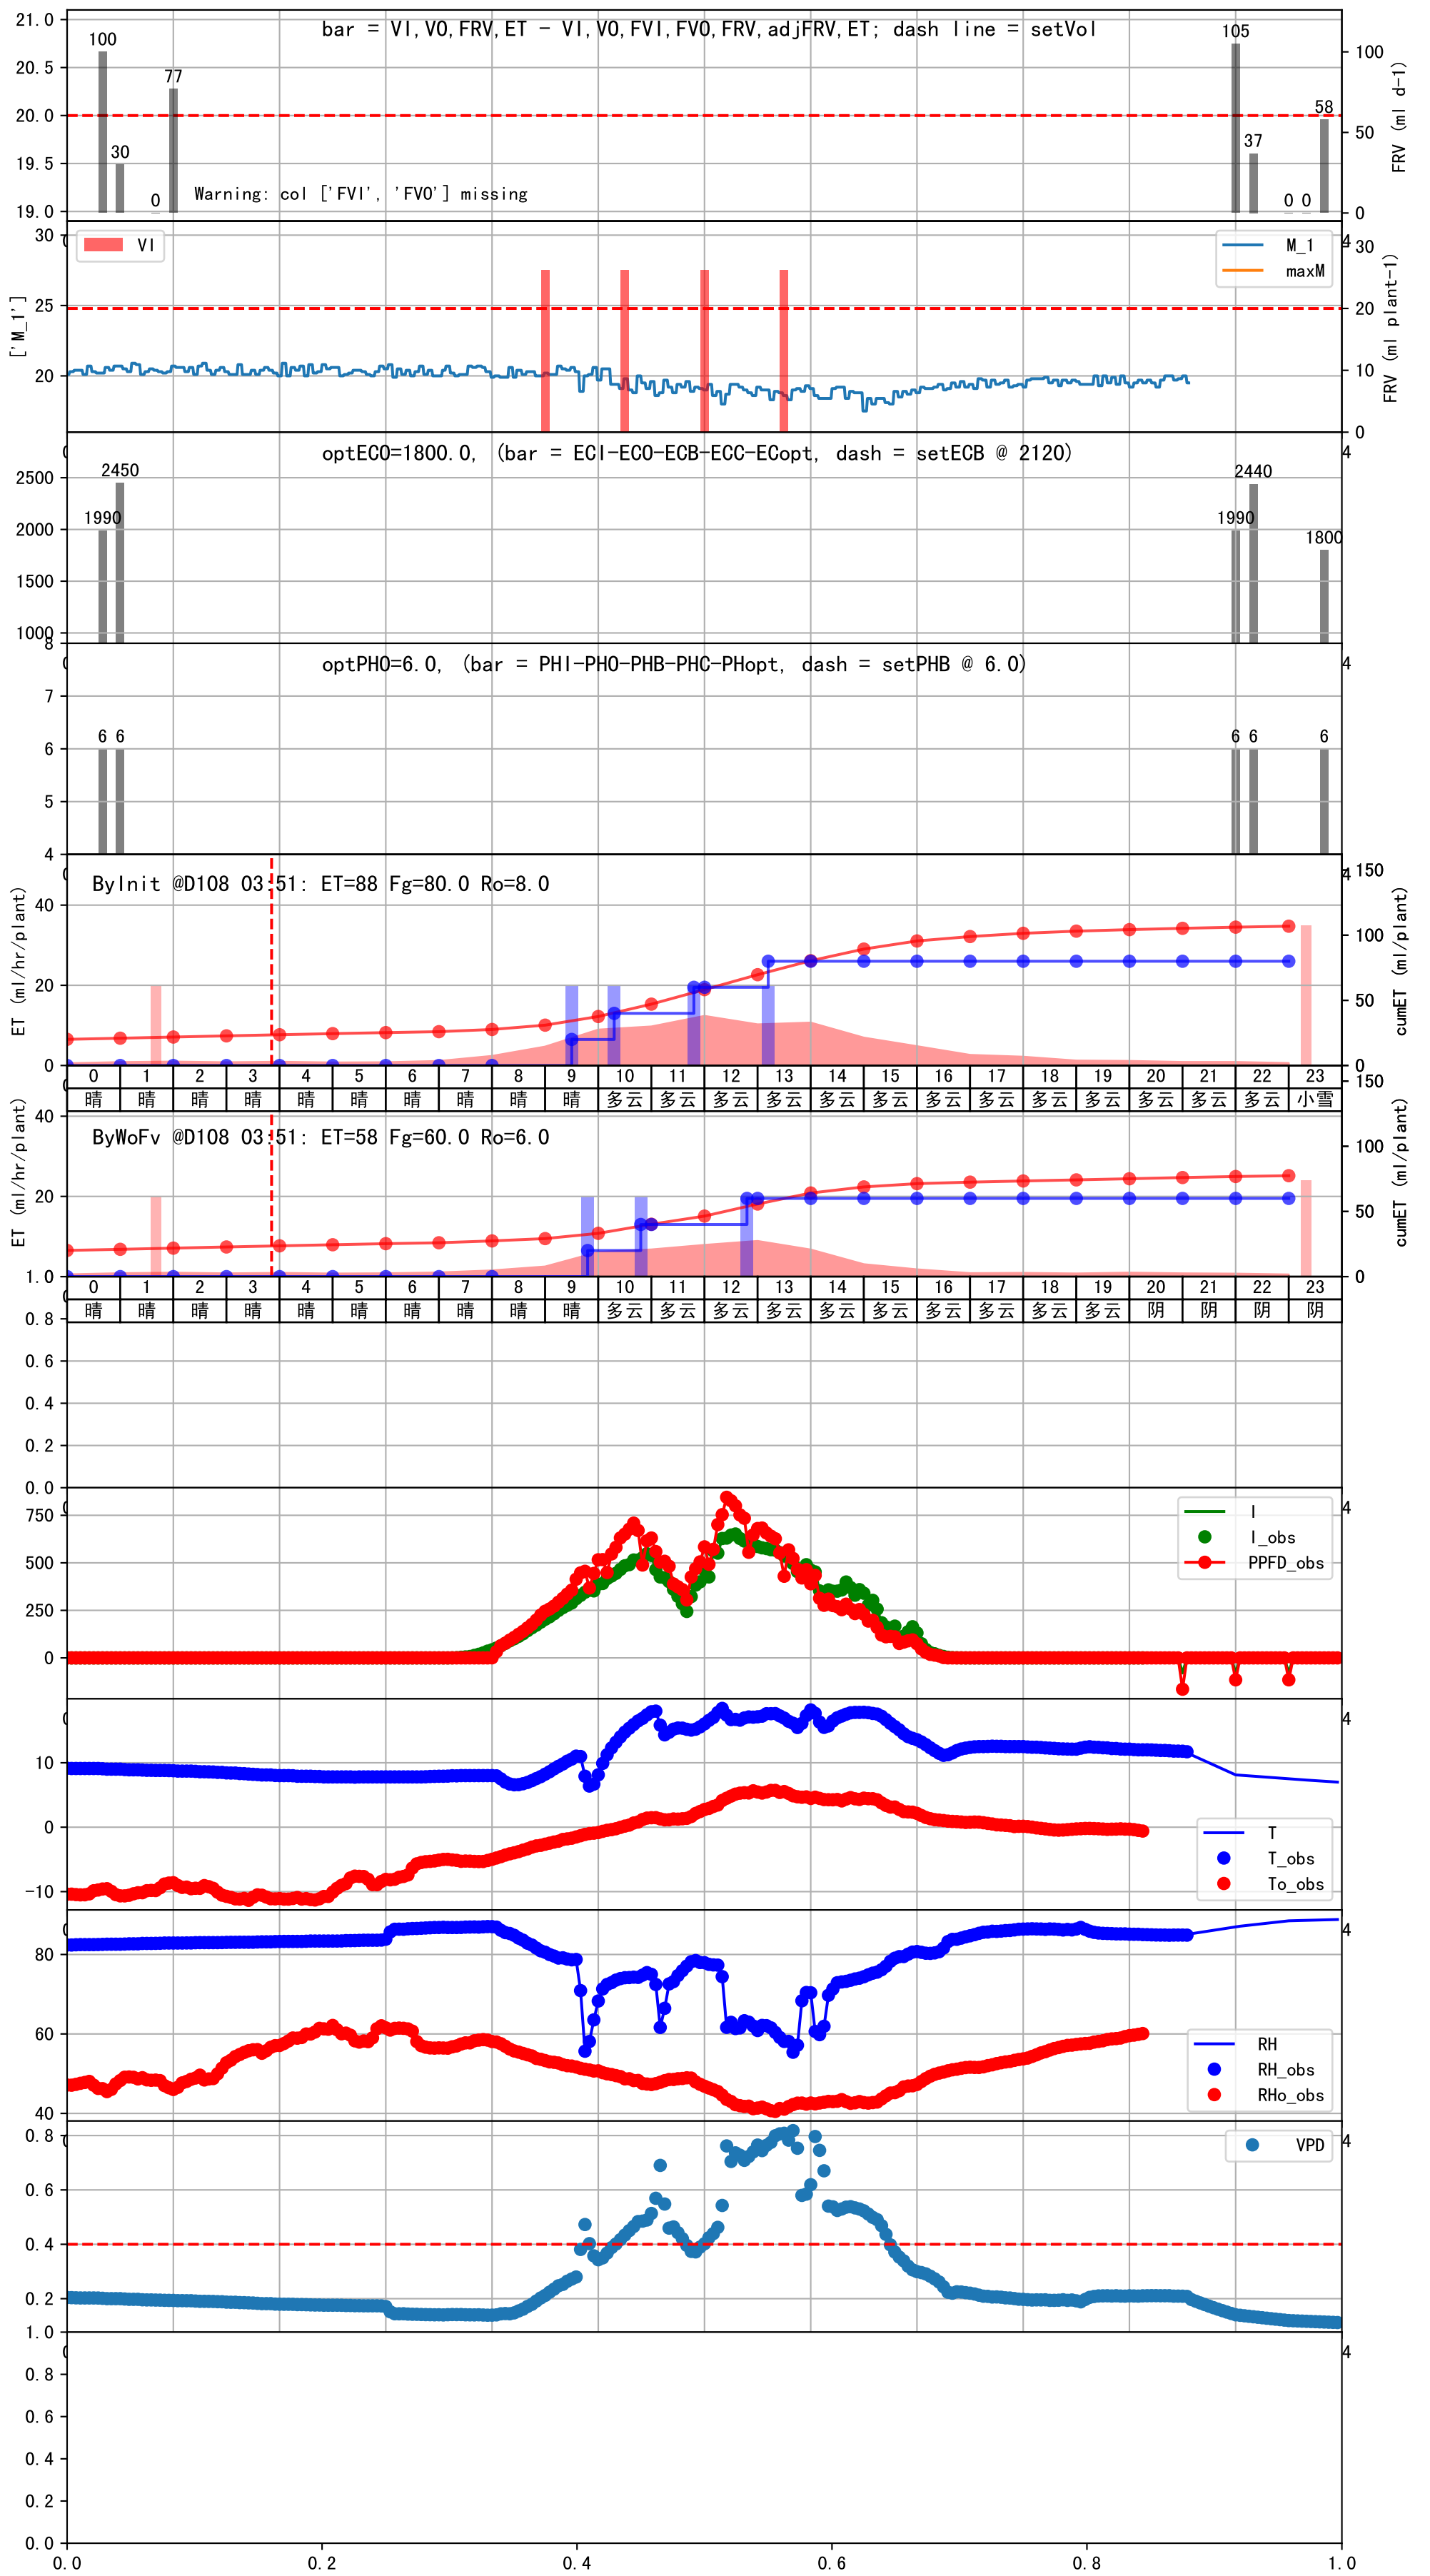 bar = VI,VO,FRV,ET - VI,VO,FVI,FVO,FRV,adjFRV,ET; dash line = setVol
21.0
20.5
20.0
19.5
19.0
100
30
0
77
105
37
0 0
58
Warning: col ['FVI', 'FVO'] missing
100
50
0
FRV (ml d-1)
30
25
20
['M_1']
VI
M_1
maxM
4
30
20
10
0
FRV (ml plant-1)
optECO=1800.0, (bar = ECI-ECO-ECB-ECC-ECopt, dash = setECB @ 2120)
4
2500
2000
1500
1000
1990
2450
1990
2440
1800
optPHO=6.0, (bar = PHI-PHO-PHB-PHC-PHopt, dash = setPHB @ 6.0)
4
8
7
6
5
4
6 6
6 6
6
ByInit @D108 03:51: ET=88 Fg=80.0 Ro=8.0
4
40
20
0
ET (ml/hr/plant)
150
100
50
0
cumET (ml/plant)
0 1 2 3 4 5 6 7 8 9 10 11 12 13 14 15 16 17 18 19 20 21 22 23
晴 晴 晴 晴 晴 晴 晴 晴 晴 晴 多云 多云 多云 多云 多云 多云 多云 多云 多云 多云 多云 多云 多云 小雪
ByWoFv @D108 03:51: ET=58 Fg=60.0 Ro=6.0
40
20
ET (ml/hr/plant)
150
100
50
0
cumET (ml/plant)
0 1 2 3 4 5 6 7 8 9 10 11 12 13 14 15 16 17 18 19 20 21 22 23
晴 晴 晴 晴 晴 晴 晴 晴 晴 晴 多云 多云 多云 多云 多云 多云 多云 多云 多云 多云 阴 阴 阴 阴
1.0
0.8
0.6
0.4
0.2
0.0
4
750
500
250
0
I
I_obs
PPFD_obs
4
10
0
-10
T
T_obs
To_obs
4
80
60
40
RH
RH_obs
RHo_obs
4
0.8
0.6
0.4
0.2
VPD
4
1.0
0.8
0.6
0.4
0.2
0.0
0.0 0.2 0.4 0.6 0.8 1.0